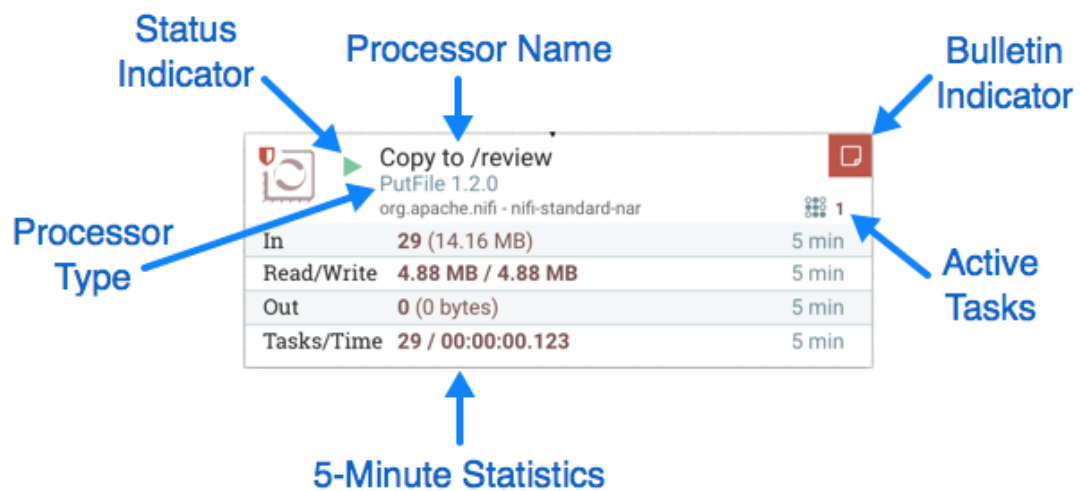 Status
Indicator
Processor Name
Bulletin
Indicator
Copy to /review
PutFile 1.2.0
org.apache.nifi - nifi-standard-nar
1
Processor
Type
In 29 (14.16 MB) 5 min
Read/Write 4.88 MB / 4.88 MB 5 min
Out 0 (0 bytes) 5 min
Tasks/Time 29 / 00:00:00.123 5 min
Active
Tasks
5-Minute Statistics